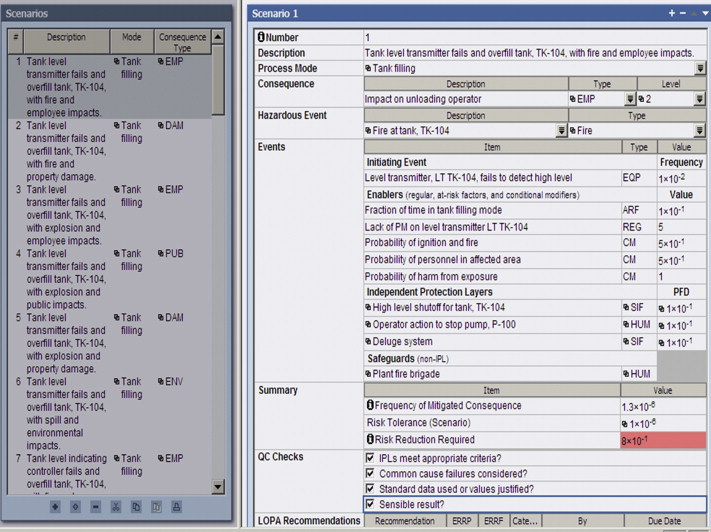 Scenarios
# Description Mode Consequence Type
1 Tank level transmitter fails and overfill tank, TK-104, with fire and employee impacts. Tank filling EMP
2 Tank level transmitter fails and overfill tank, TK-104, with fire and property damage. Tank filling DAM
3 Tank level transmitter fails and overfill tank, TK-104, with explosion and employee impacts. Tank filling EMP
4 Tank level transmitter fails and overfill tank, TK-104, with explosion and public impacts. Tank filling PUB
5 Tank level transmitter fails and overfill tank, TK-104, with explosion and property damage. Tank filling DAM
6 Tank level transmitter fails and overfill tank, TK-104, with spill and environmental impacts. Tank filling ENV
7 Tank level indicating controller fails and overfill tank, TK-104, Tank filling EMP
Scenario 1
Number 1
Description Tank level transmitter fails and overfill tank, TK-104, with fire and employee impacts.
Process Mode Tank filling
Consequence Description Type Level
Impact on unloading operator EMP 2
Hazardous Event Description Type
Fire at tank, TK-104 Fire
Events Item Type Value
Initiating Event Frequency
Level transmitter, LT TK-104, fails to detect high level EQP 1×10⁻²
Enablers (regular, at-risk factors, and conditional modifiers) Value
Fraction of time in tank filling mode ARF 1×10⁻¹
Lack of PM on level transmitter LT TK-104 REG 5
Probability of ignition and fire CM 5×10⁻¹
Probability of personnel in affected area CM 5×10⁻¹
Probability of harm from exposure CM 1
Independent Protection Layers PFD
High level shutoff for tank, TK-104 SIF 1×10⁻¹
Operator action to stop pump, P-100 HUM 1×10⁻¹
Deluge system SIF 1×10⁻¹
Safeguards (non-IPL)
Plant fire brigade HUM
Summary Item Value
Frequency of Mitigated Consequence 1.3×10⁻⁶
Risk Tolerance (Scenario) 1×10⁻⁶
Risk Reduction Required 8×10⁻¹
QC Checks IPLs meet appropriate criteria?
Common cause failures considered?
Standard data used or values justified?
Sensible result?
LOPA Recommendations Recommendation ERRP ERRF Cate... By Due Date